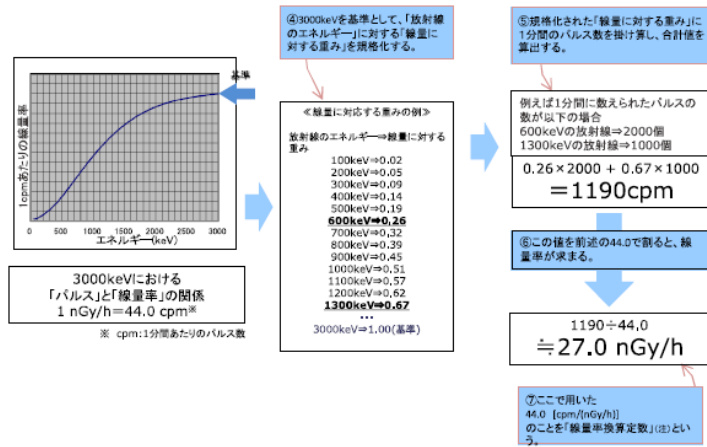 ④3000keVを基準として、「放射線
のエネルギー」に対する「線量に
対する重み」を規格化する。
⑤規格化された「線量に対する重み」に
1分間のパルス数を掛け算し、合計値を
算出する。
基準
1cpmあたりの線量率
0 500 1000 1500 2000 2500 3000
エネルギー(keV)
3000keVにおける
「パルス」と「線量率」の関係
1 nGy/h＝44.0 cpm※
※ cpm:1分間あたりのパルス数
≪線量に対応する重みの例≫
放射線のエネルギー⇒線量に対する
重み
100keV⇒0.02
200keV⇒0.05
300keV⇒0.09
400keV⇒0.14
500keV⇒0.19
600keV⇒0.26
700keV⇒0.32
800keV⇒0.39
900keV⇒0.45
1000keV⇒0.51
1100keV⇒0.57
1200keV⇒0.62
1300keV⇒0.67
…
3000keV⇒1.00(基準)
例えば1分間に数えられたパルスの
数が以下の場合
600keVの放射線⇒2000個
1300keVの放射線⇒1000個
0.26×2000 + 0.67×1000
＝1190cpm
⑥この値を前述の44.0で割ると、線
量率が求まる。
1190÷44.0
≒27.0 nGy/h
⑦ここで用いた
44.0 [cpm/(nGy/h)]
のことを「線量率換算定数」(注)とい
う。